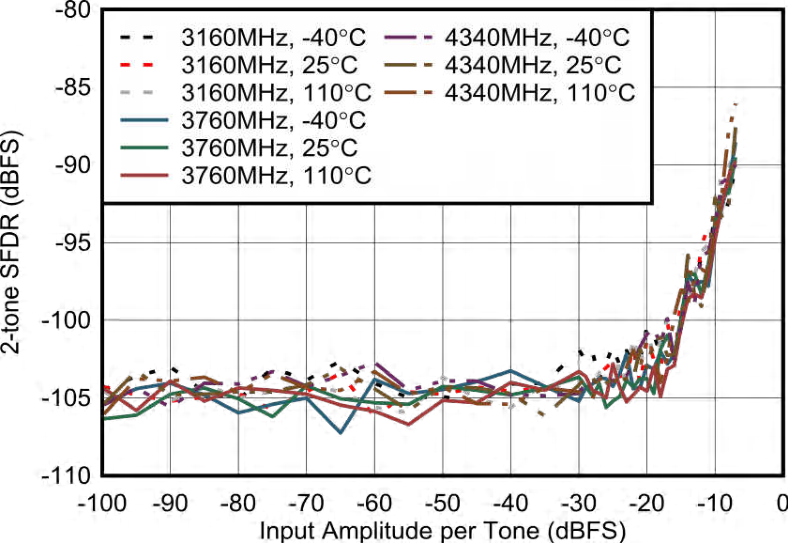 -80
-85
-90
-95
-100
-105
-110
2-tone SFDR (dBFS)
3160MHz, -40°C
3160MHz, 25°C
3160MHz, 110°C
3760MHz, -40°C
3760MHz, 25°C
3760MHz, 110°C
4340MHz, -40°C
4340MHz, 25°C
4340MHz, 110°C
-100 -90 -80 -70 -60 -50 -40 -30 -20 -10 0
Input Amplitude per Tone (dBFS)